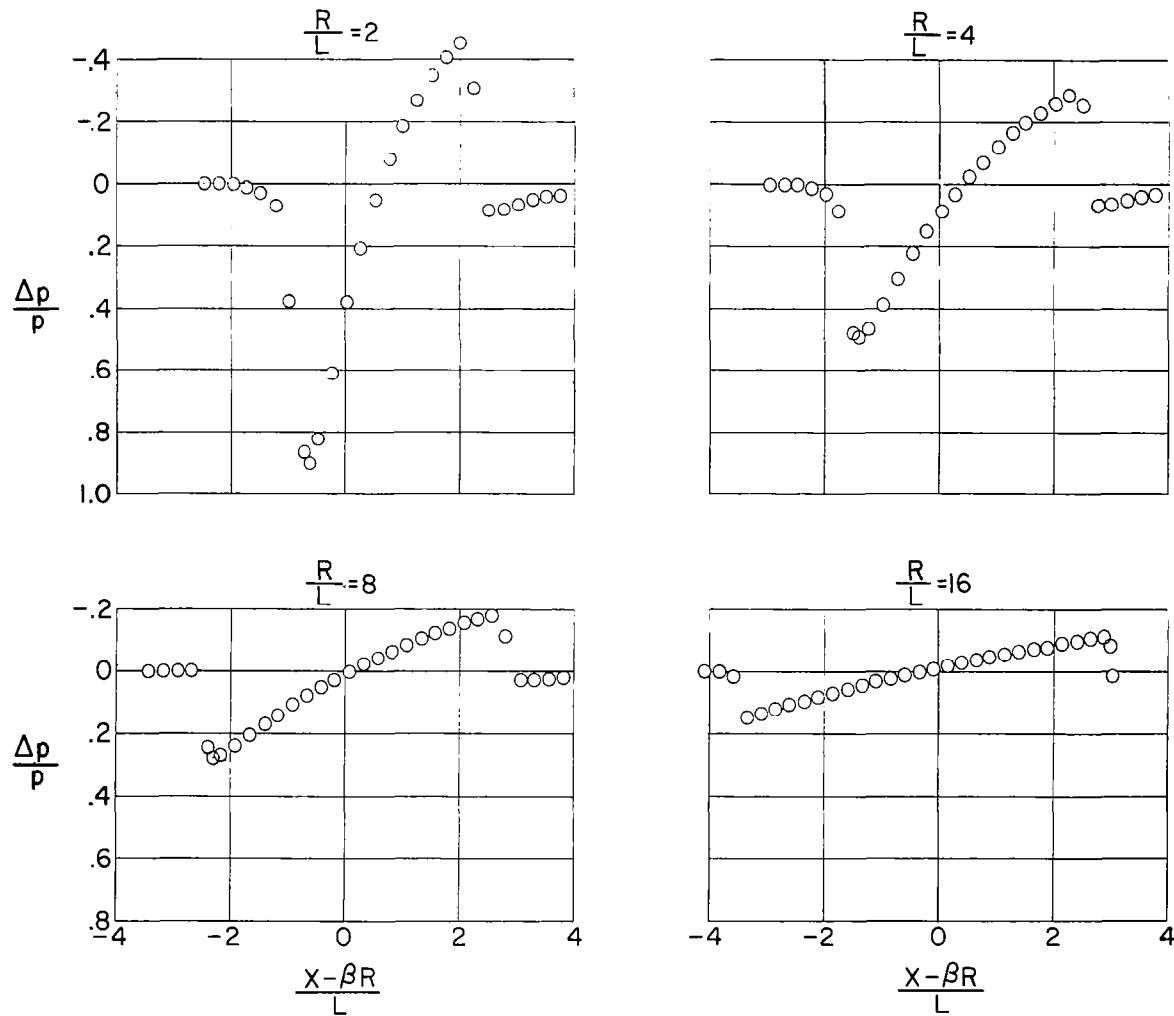 R/L =2
R/L =4
-.4
-.2
0
.2
.4
.6
.8
1.0
Δp/p
R/L =8
R/L =16
-.2
0
.2
.4
.6
.8
Δp/p
-4 -2 0 2 4
-4 -2 0 2 4
X-βR/L
X-βR/L